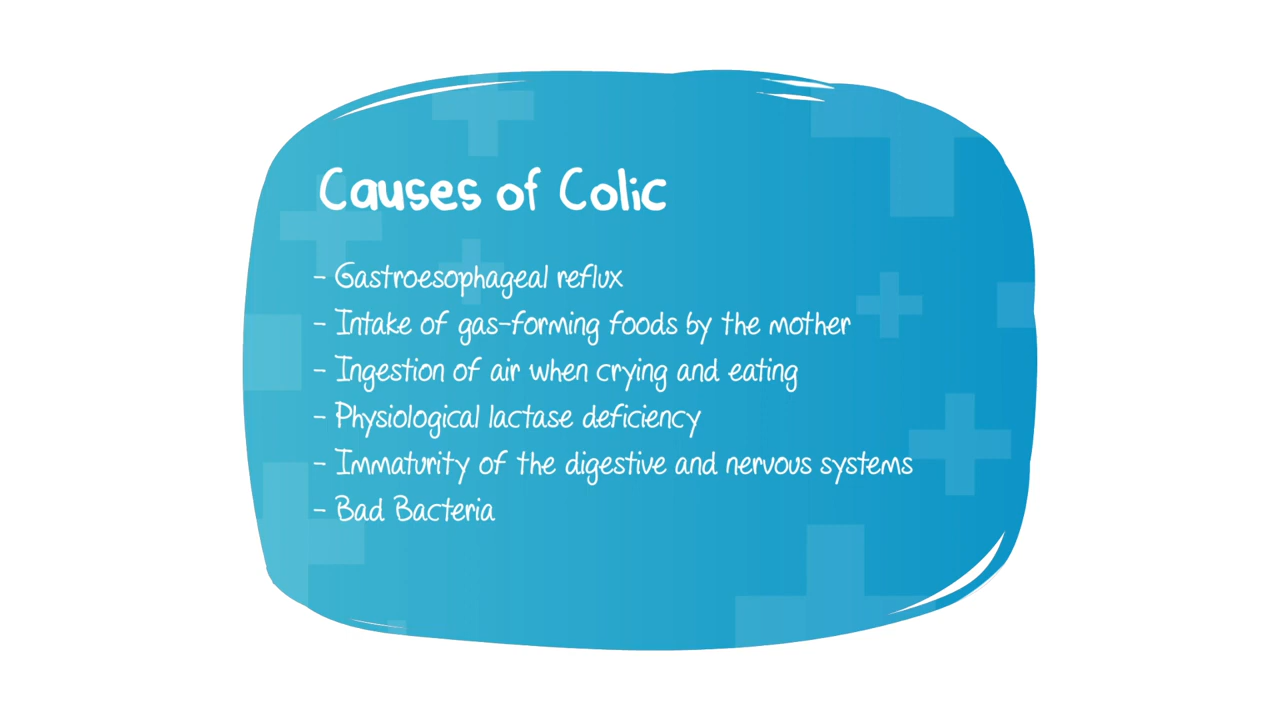 Causes of Colic
- Gastroesophageal reflux
- Intake of gas-forming foods by the mother
- Ingestion of air when crying and eating
- Physiological lactase deficiency
- Immaturity of the digestive and nervous systems
- Bad Bacteria